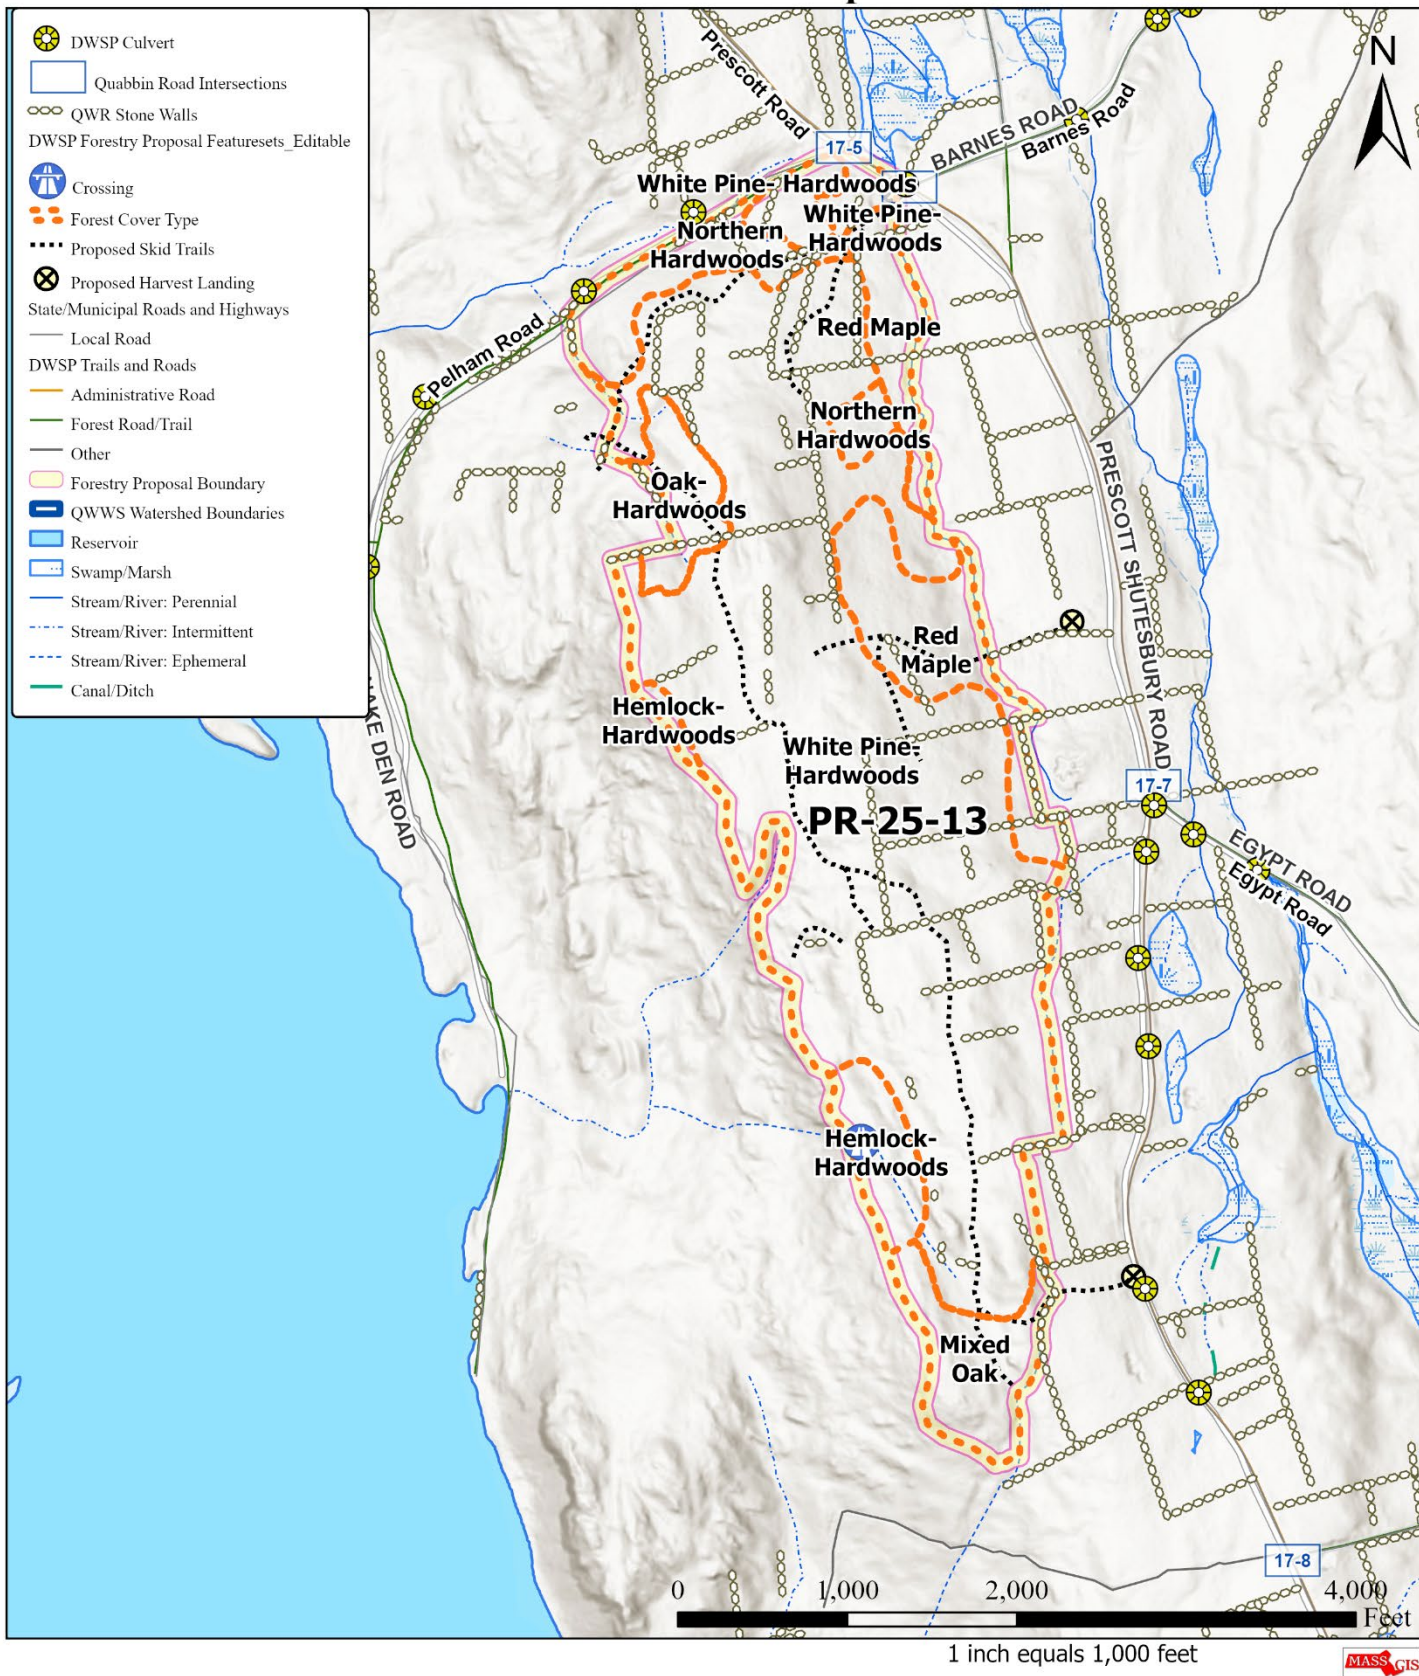 DWSP Culvert
Quabbin Road Intersections
QWR Stone Walls
DWSP Forestry Proposal Featuresets_Editable
Crossing
Forest Cover Type
Proposed Skid Trails
Proposed Harvest Landing
State/Municipal Roads and Highways
Local Road
DWSP Trails and Roads
Administrative Road
Forest Road/Trail
Other
Forestry Proposal Boundary
QWWS Watershed Boundaries
Reservoir
Swamp/Marsh
Stream/River: Perennial
Stream/River: Intermittent
Stream/River: Ephemeral
Canal/Ditch
N
Prescott Road
17-5
BARNES ROAD
Barnes Road
White Pine- Hardwoods
White Pine-
Hardwoods
Northern
Hardwoods
Pelham Road
Red Maple
Northern
Hardwoods
PRESCOTT SHUTESBURY ROAD
Oak-
Hardwoods
Red
Maple
Hemlock-
Hardwoods
White Pine-
Hardwoods
DEN ROAD
17-7
PR-25-13
EGYPT ROAD
Egypt Road
Hemlock-
Hardwoods
Mixed
Oak
17-8
0 1,000 2,000 4,000
Feet
1 inch equals 1,000 feet
MASS GIS